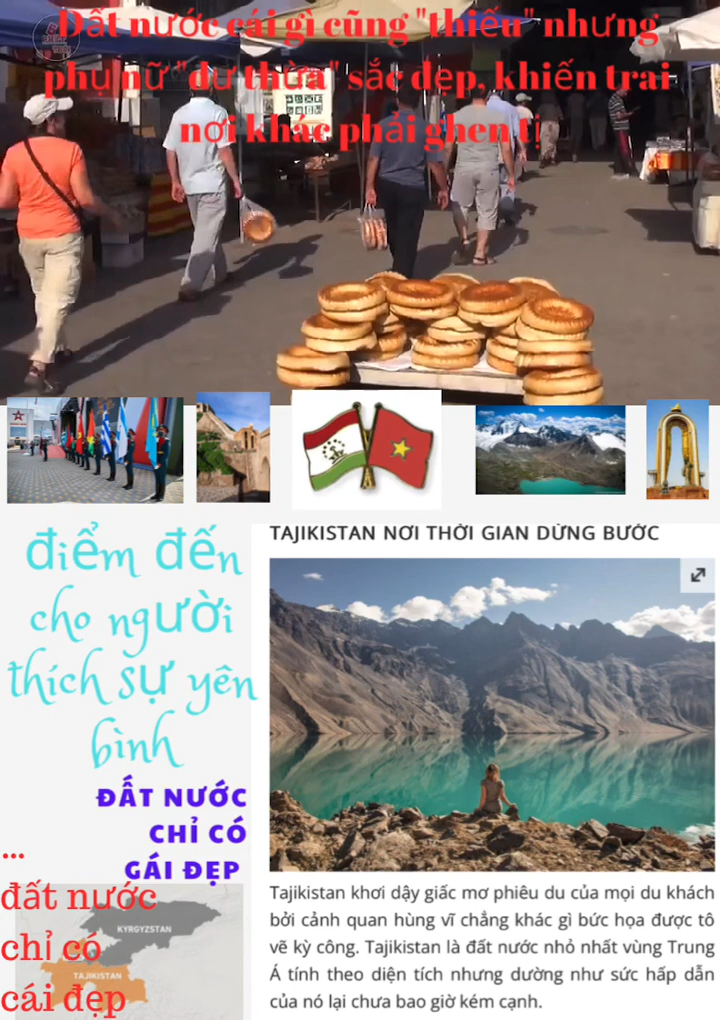 Đất nước cái gì cũng "thiếu" nhưng
phụ nữ "dư thừa" sắc đẹp, khiến trai
nơi khác phải ghen tị
điểm đến
cho người
thích sự yên
bình
ĐẤT NƯỚC
CHỈ CÓ
GÁI ĐẸP
...
đất nước
chỉ có
cái đẹp
KYRGYZSTAN
TAJIKISTAN
TAJIKISTAN NƠI THỜI GIAN DỪNG BƯỚC
Tajikistan khơi dậy giấc mơ phiêu du của mọi du khách
bởi cảnh quan hùng vĩ chẳng khác gì bức họa được tô
vẽ kỳ công. Tajikistan là đất nước nhỏ nhất vùng Trung
Á tính theo diện tích nhưng dường như sức hấp dẫn
của nó lại chưa bao giờ kém cạnh.